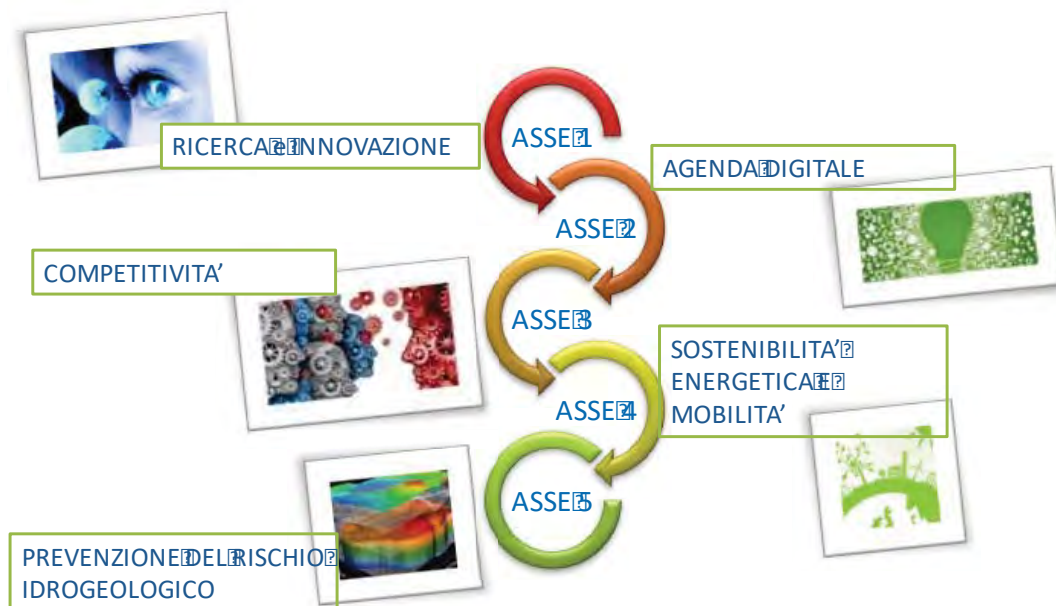 ASSE 1
RICERCA e INNOVAZIONE
AGENDA DIGITALE
ASSE 2
COMPETITIVITA’
ASSE 3
SOSTENIBILITA’
ENERGETICA E
MOBILITA’
ASSE 4
ASSE 5
PREVENZIONE DEL RISCHIO
IDROGEOLOGICO